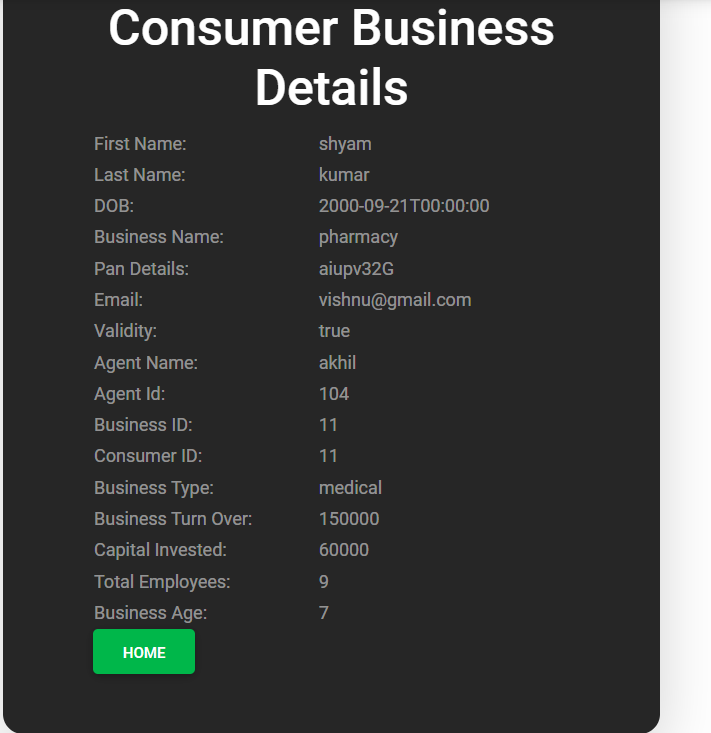 Consumer Business
Details
First Name: shyam
Last Name: kumar
DOB: 2000-09-21T00:00:00
Business Name: pharmacy
Pan Details: aiupv32G
Email: vishnu@gmail.com
Validity: true
Agent Name: akhil
Agent Id: 104
Business ID: 11
Consumer ID: 11
Business Type: medical
Business Turn Over: 150000
Capital Invested: 60000
Total Employees: 9
Business Age: 7
HOME